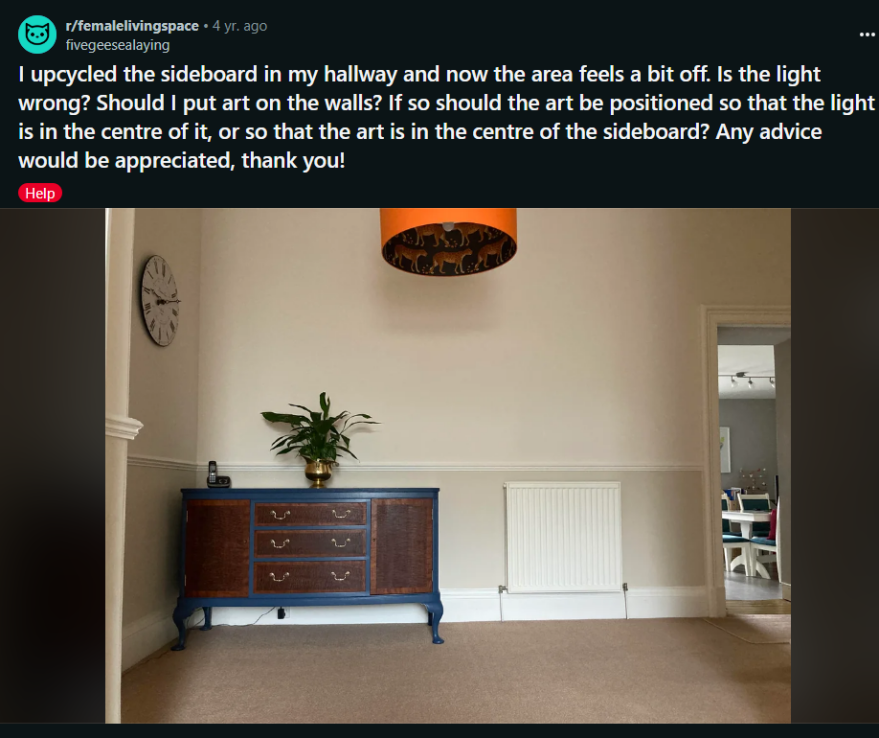 r/femalelivingspace • 4 yr. ago
fivegeesealaying
I upcycled the sideboard in my hallway and now the area feels a bit off. Is the light
wrong? Should I put art on the walls? If so should the art be positioned so that the light
is in the centre of it, or so that the art is in the centre of the sideboard? Any advice
would be appreciated, thank you!
Help